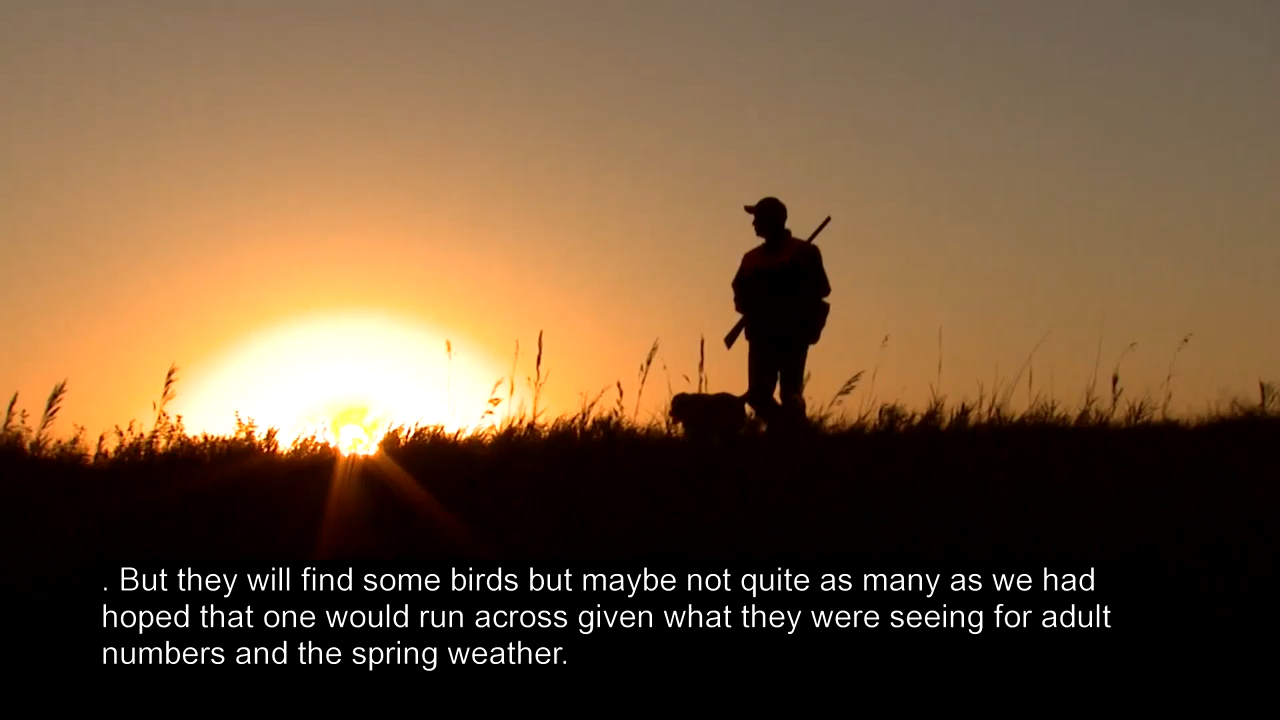 . But they will find some birds but maybe not quite as many as we had
hoped that one would run across given what they were seeing for adult
numbers and the spring weather.